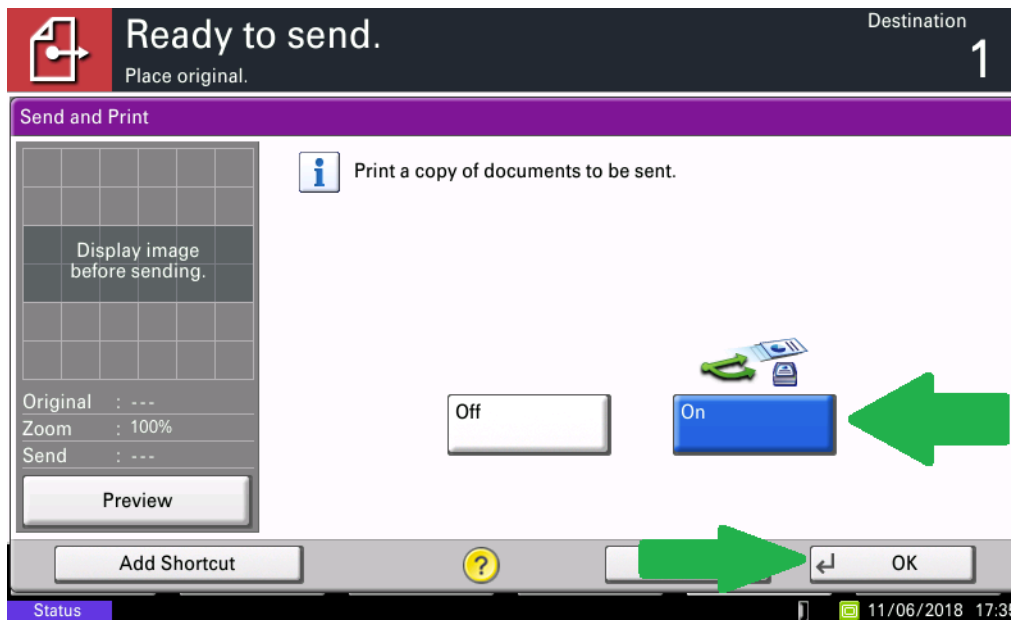 Ready to send.
Place original.
Destination
1
Send and Print
Print a copy of documents to be sent.
Display image
before sending.
Original : ---
Zoom : 100%
Send : ---
Preview
Off
On
Add Shortcut
?
OK
Status
11/06/2018 17:35